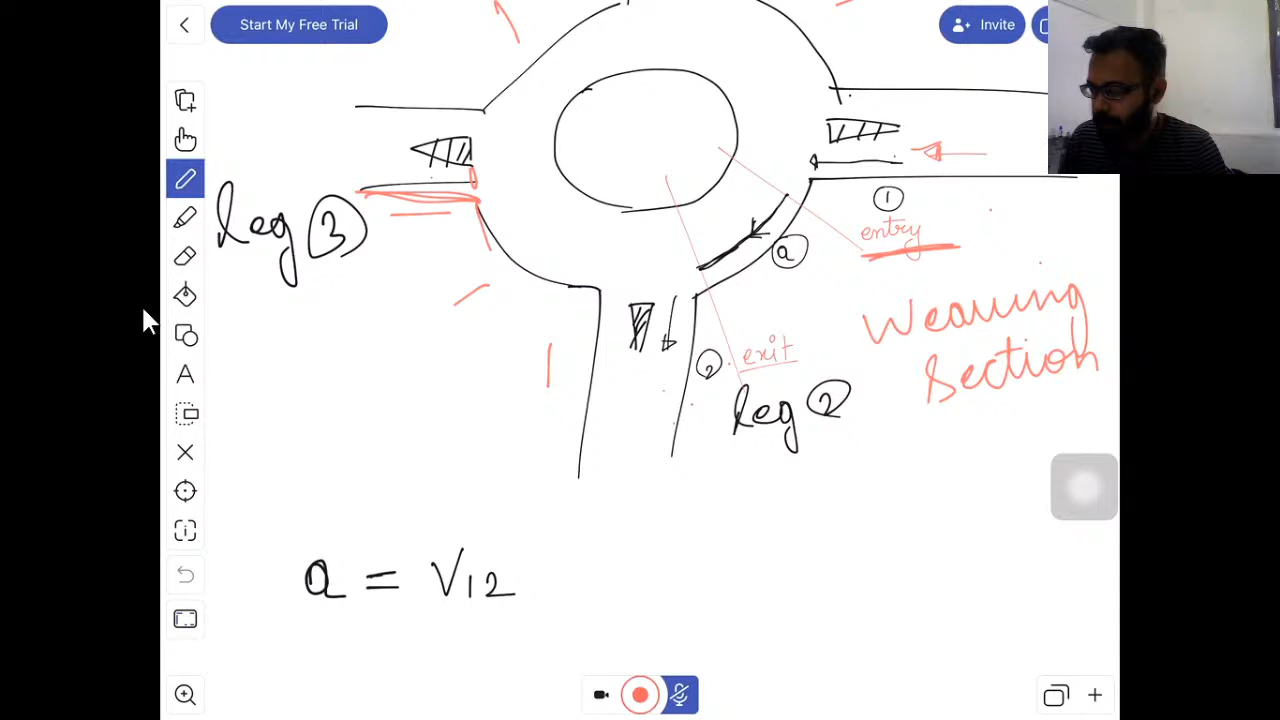 Start My Free Trial
Invite
1
entry
leg 3
a
Weaving
Section
2
exit
leg 2
a = V12